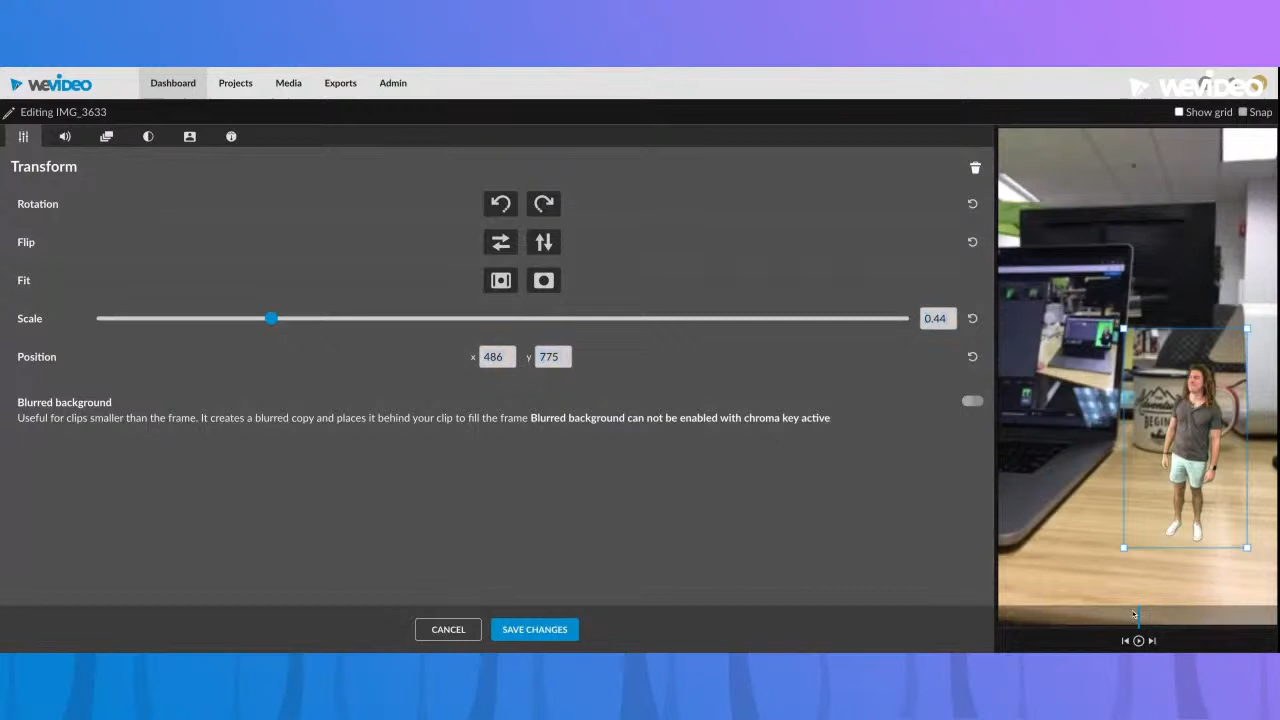 WEVIDEO
Dashboard
Projects
Media
Exports
Admin
WEVIDEO
Editing IMG_3633
Show grid
Snap
Transform
Rotation
Flip
Fit
Scale
0.44
Position
x 486
y 775
Blurred background
Useful for clips smaller than the frame. It creates a blurred copy and places it behind your clip to fill the frame Blurred background can not be enabled with chroma key active
CANCEL
SAVE CHANGES